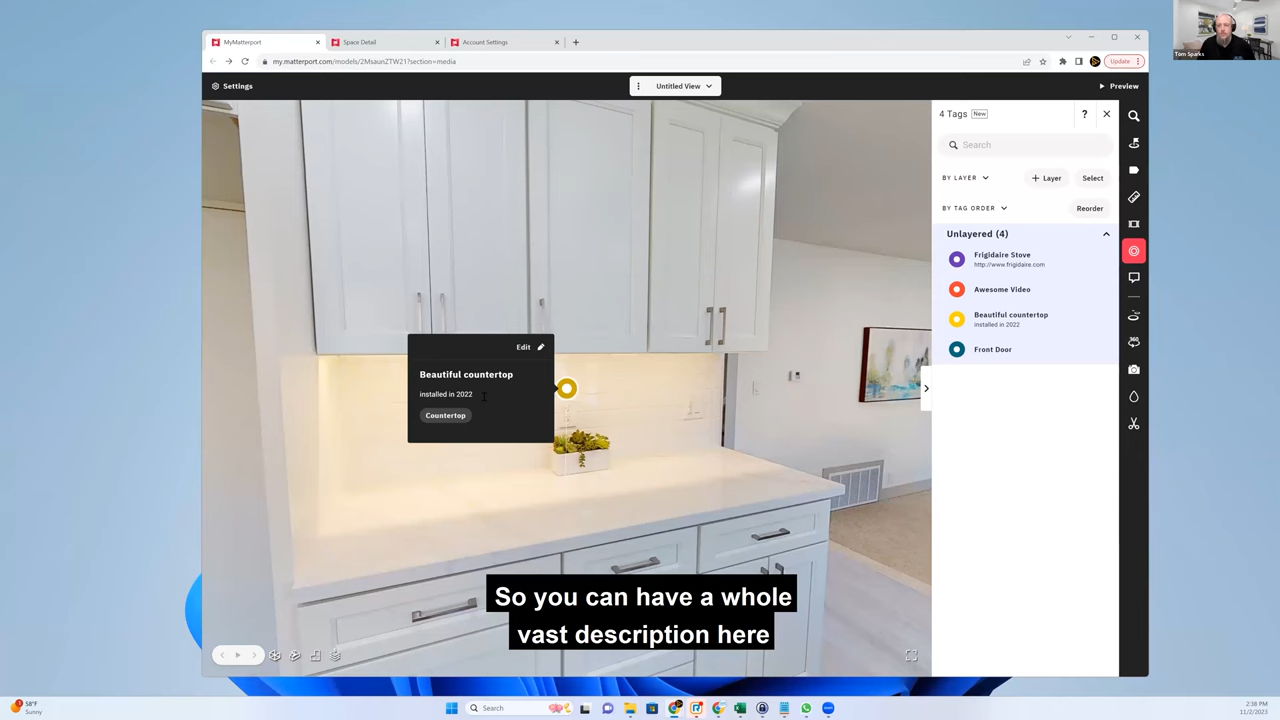 MyMatterport
Space Detail
Account Settings
my.matterport.com/models/2MsaunZTW21?section=media
Update
Tom Sparks
Settings
Untitled View
Preview
4 Tags New
?
Search
BY LAYER
+ Layer
Select
BY TAG ORDER
Reorder
Unlayered (4)
Frigidaire Stove
http://www.frigidaire.com
Awesome Video
Beautiful countertop
installed in 2022
Front Door
360
Edit
Beautiful countertop
installed in 2022
Countertop
So you can have a whole
vast description here
1
58°F
Sunny
Search
2:38 PM
11/2/2023